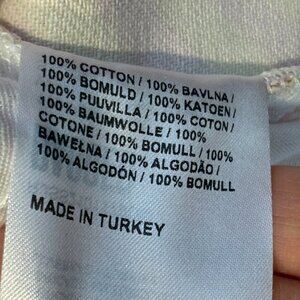 100% COTTON / 100% BAVLNA /
100% BOMULD / 100% KATOEN /
100% PUUVILLA / 100% COTON /
100% BAUMWOLLE / 100%
COTONE / 100% BOMULL / 100%
BAWEŁNA / 100% ALGODÃO /
100% ALGODÓN / 100% BOMULL
MADE IN TURKEY